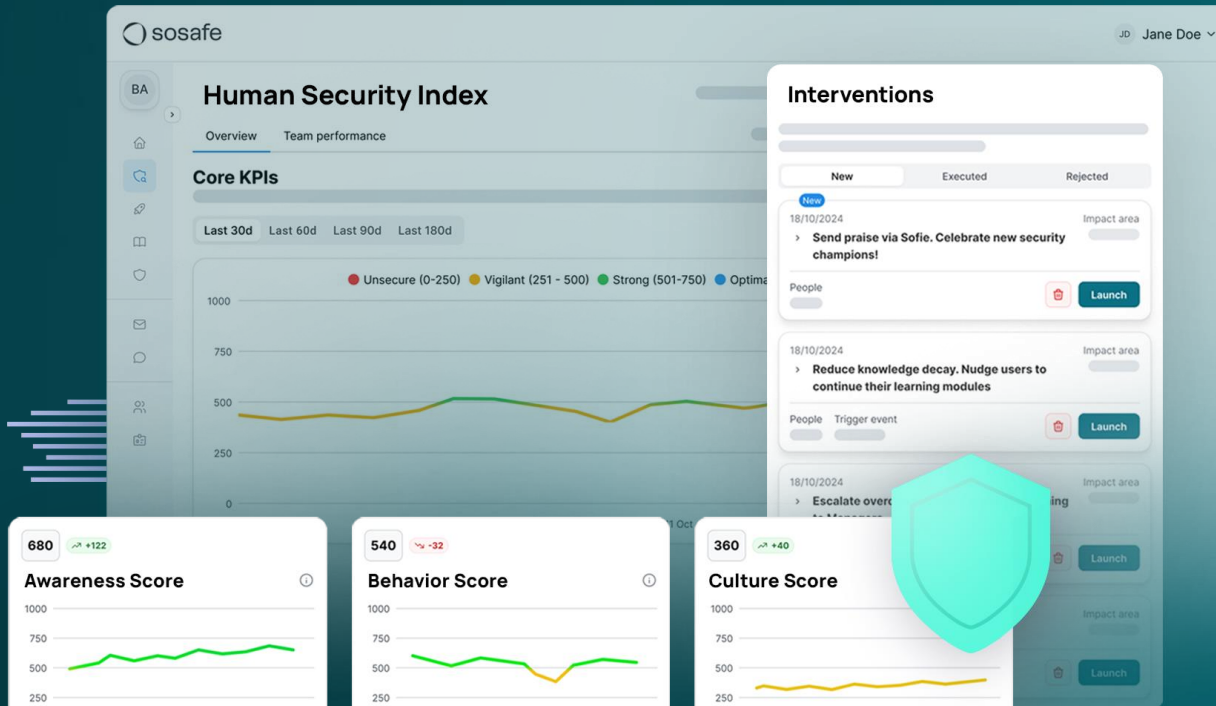 sosafe
JD Jane Doe
BA
Human Security Index
Overview Team performance
Core KPIs
Last 30d Last 60d Last 90d Last 180d
Unsecure (0-250) Vigilant (251 - 500) Strong (501-750)
1000
750
500
250
0
Oct
Interventions
New Executed Rejected
New
18/10/2024 Impact area
Send praise via Sofie. Celebrate new security
champions!
People
Launch
18/10/2024 Impact area
Reduce knowledge decay. Nudge users to
continue their learning modules
People Trigger event
Launch
18/10/2024 Impact area
Escalate
Launch
Impact area
Launch
680 +122
Awareness Score
1000
750
500
250
540 -32
Behavior Score
1000
750
500
250
360 +40
Culture Score
1000
750
500
250